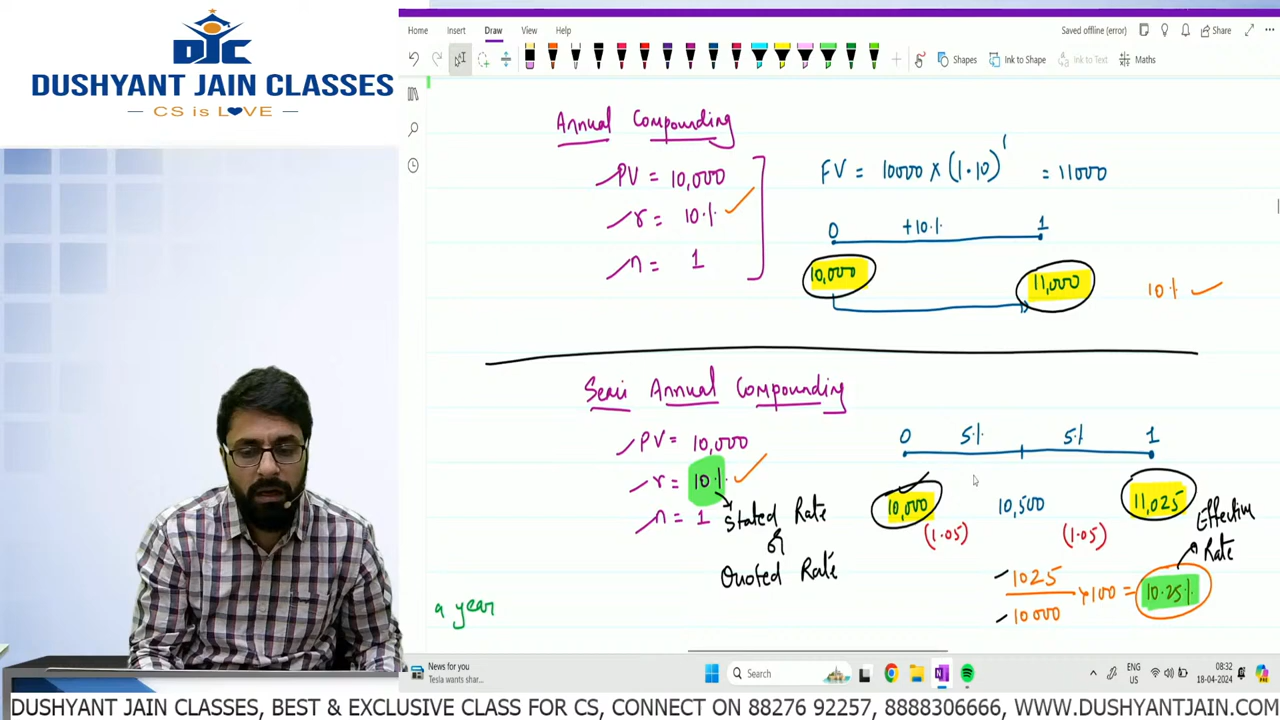 DJC
DUSHYANT JAIN CLASSES
CS is LOVE
Home Insert Draw View Help
Saved offline (error)
Share
Shapes
Ink to Shape
Ink to Text
Maths
Annual Compounding
PV = 10,000
r = 10%
n = 1
FV = 10000 x (1.10)^1 = 11000
0 +10% 1
10,000 11,000 10%
Semi Annual Compounding
PV = 10,000
r = 10%
n = 1
Stated Rate
or
Quoted Rate
0 5% 5% 1
10,000 10,500 11,025
(1.05) (1.05)
Effective
Rate
1025
10000
x100 = 10.25%
a year
News for you
Tesla wants shar...
Search
ENG
US
08:32
18-04-2024
DUSHYANT JAIN CLASSES, BEST & EXCLUSIVE CLASS FOR CS, CONNECT ON 88276 92257, 8888306666, WWW.DUSHYANTJAIN.COM